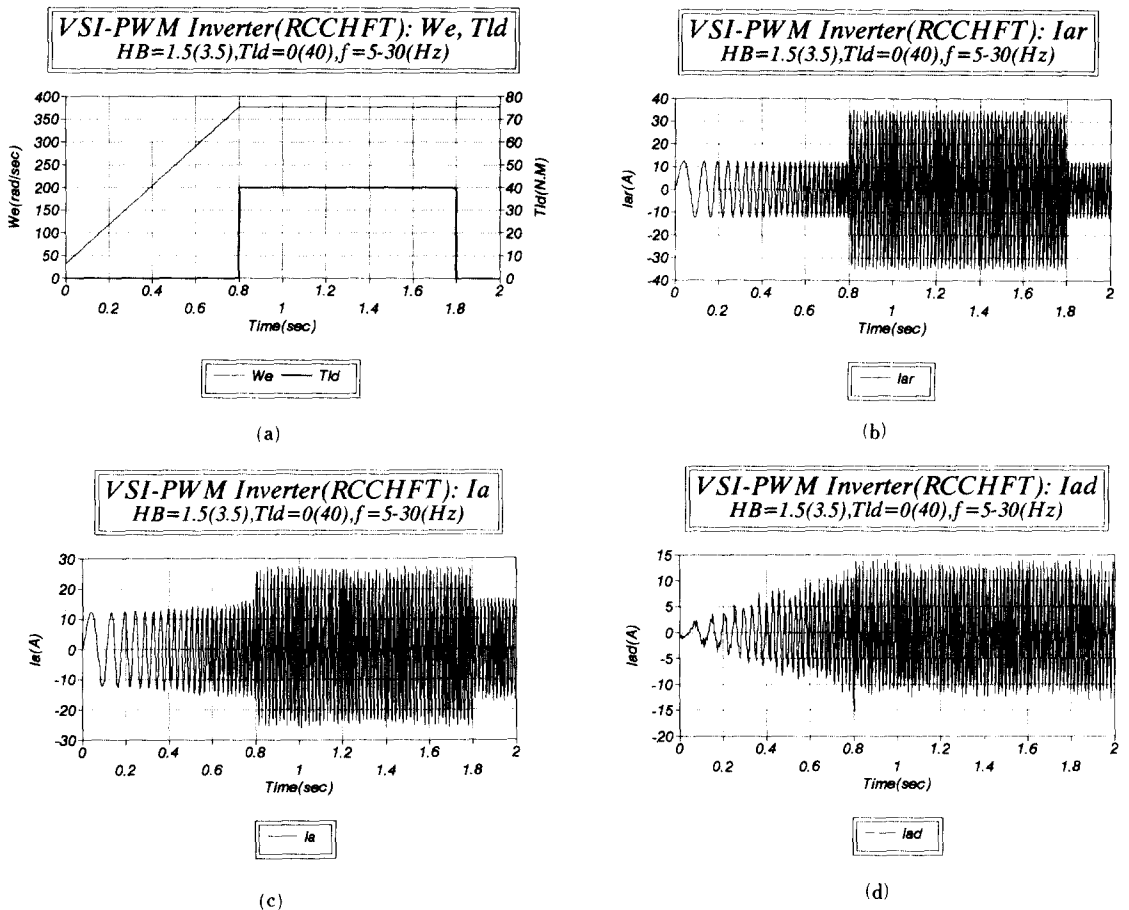 VSI-PWM Inverter(RCCHFT): We, Tld
HB=1.5(3.5),Tld=0(40),f=5-30(Hz)
400
350
300
250
200
150
100
50
0
We(rad/sec)
80
70
60
50
40
30
20
10
0
Tld(N.M)
0 0.4 0.8 1.2 1.6 2
0.2 0.6 1 1.4 1.8
Time(sec)
We Tld
(a)
VSI-PWM Inverter(RCCHFT): Iar
HB=1.5(3.5),Tld=0(40),f=5-30(Hz)
40
30
20
10
0
-10
-20
-30
-40
Iar(A)
0 0.4 0.8 1.2 1.6 2
0.2 0.6 1 1.4 1.8
Time(sec)
Iar
(b)
VSI-PWM Inverter(RCCHFT): Ia
HB=1.5(3.5),Tld=0(40),f=5-30(Hz)
30
20
10
0
-10
-20
-30
Ia(A)
0 0.4 0.8 1.2 1.6 2
0.2 0.6 1 1.4 1.8
Time(sec)
Ia
(c)
VSI-PWM Inverter(RCCHFT): Iad
HB=1.5(3.5),Tld=0(40),f=5-30(Hz)
15
10
5
0
-5
-10
-15
-20
Iad(A)
0 0.4 0.8 1.2 1.6 2
0.2 0.6 1 1.4 1.8
Time(sec)
Iad
(d)